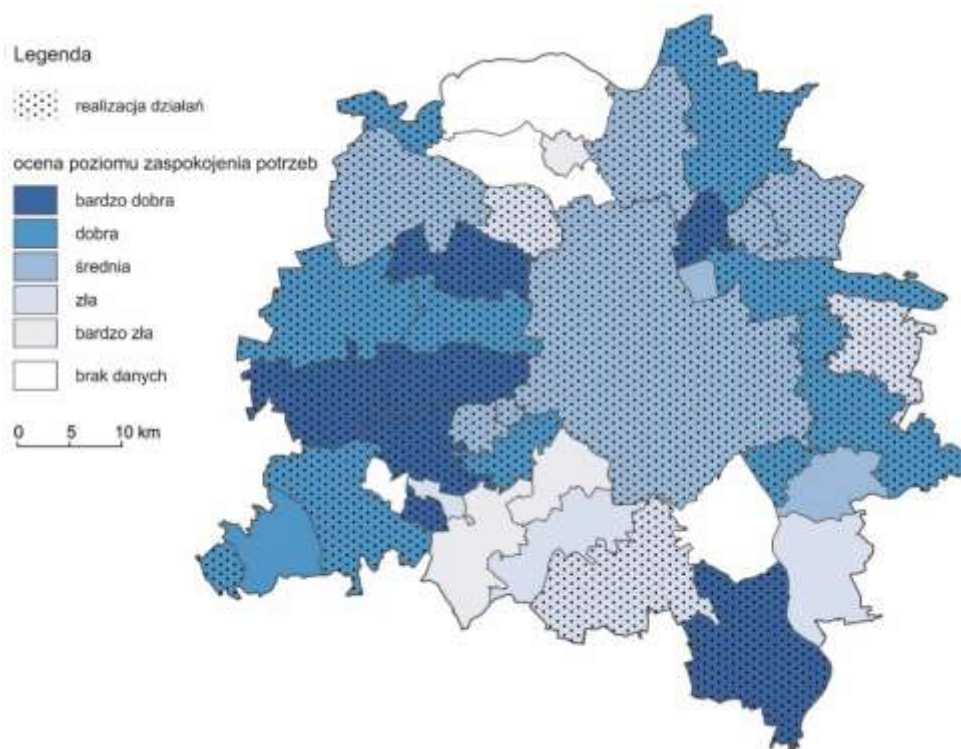 Legenda
realizacja działań
ocena poziomu zaspokojenia potrzeb
bardzo dobra
dobra
średnia
zła
bardzo zła
brak danych
0 5 10 km